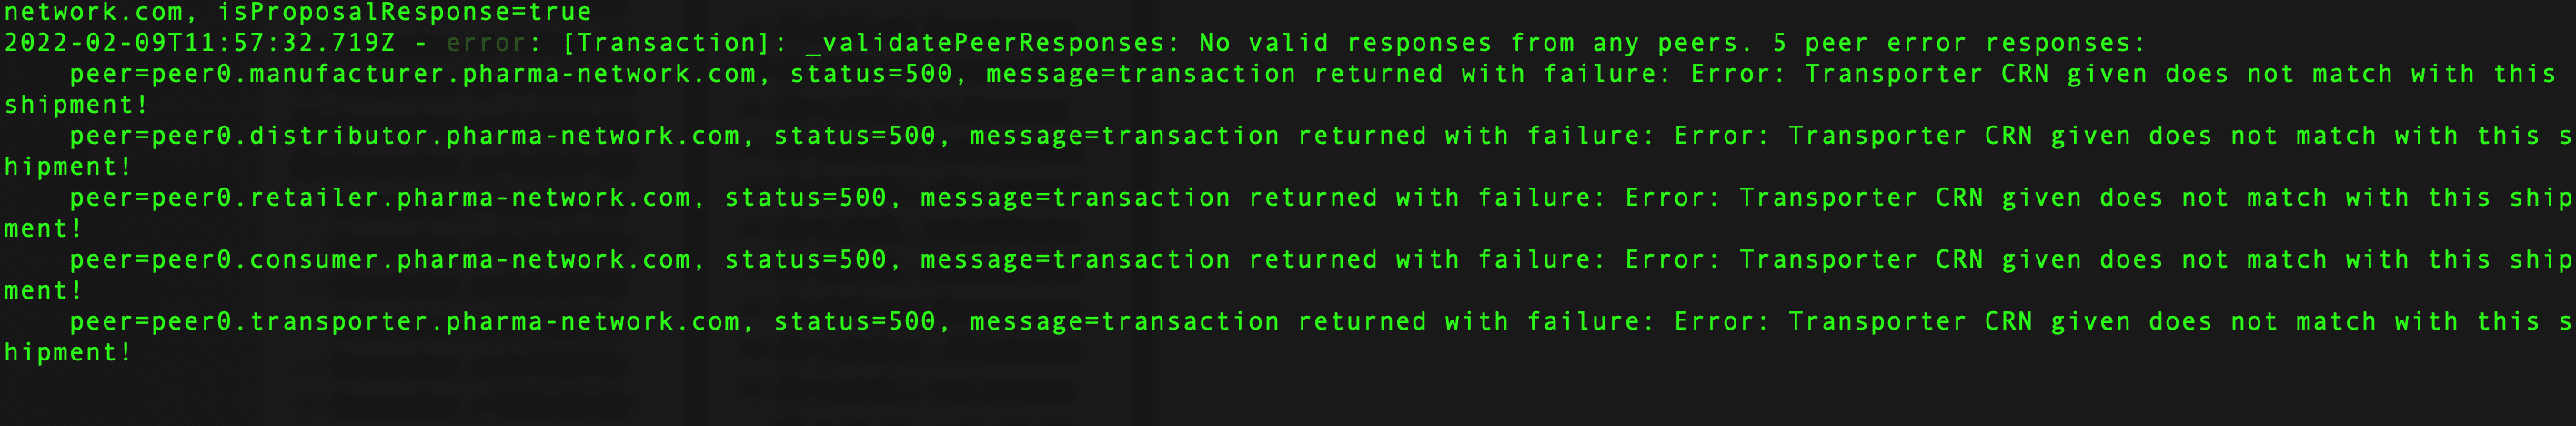 network.com, isProposalResponse=true
2022-02-09T11:57:32.719Z - error: [Transaction]: _validatePeerResponses: No valid responses from any peers. 5 peer error responses:
    peer=peer0.manufacturer.pharma-network.com, status=500, message=transaction returned with failure: Error: Transporter CRN given does not match with this
shipment!
    peer=peer0.distributor.pharma-network.com, status=500, message=transaction returned with failure: Error: Transporter CRN given does not match with this s
hipment!
    peer=peer0.retailer.pharma-network.com, status=500, message=transaction returned with failure: Error: Transporter CRN given does not match with this ship
ment!
    peer=peer0.consumer.pharma-network.com, status=500, message=transaction returned with failure: Error: Transporter CRN given does not match with this ship
ment!
    peer=peer0.transporter.pharma-network.com, status=500, message=transaction returned with failure: Error: Transporter CRN given does not match with this s
hipment!